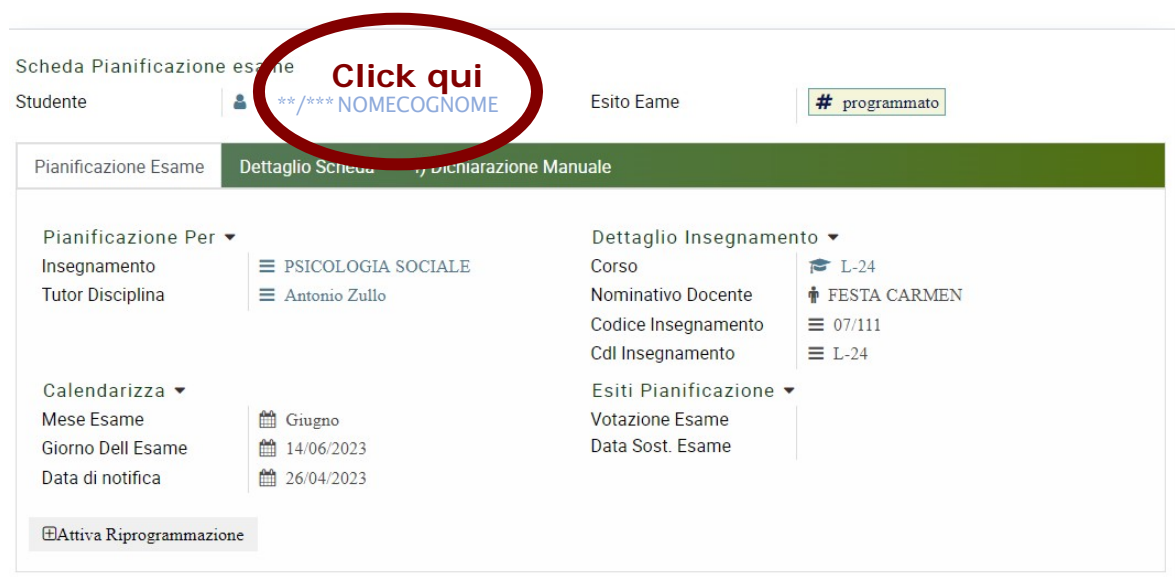 Scheda Pianificazione esame
Click qui
Studente **/*** NOMECOGNOME Esito Eame # programmato
Pianificazione Esame Dettaglio Scheda Dichiarazione Manuale
Pianificazione Per Dettaglio Insegnamento
Insegnamento PSICOLOGIA SOCIALE Corso L-24
Tutor Disciplina Antonio Zullo Nominativo Docente FESTA CARMEN
Codice Insegnamento 07/111
Cdl Insegnamento L-24
Calendarizza Esiti Pianificazione
Mese Esame Giugno Votazione Esame
Giorno Dell Esame 14/06/2023 Data Sost. Esame
Data di notifica 26/04/2023
Attiva Riprogrammazione